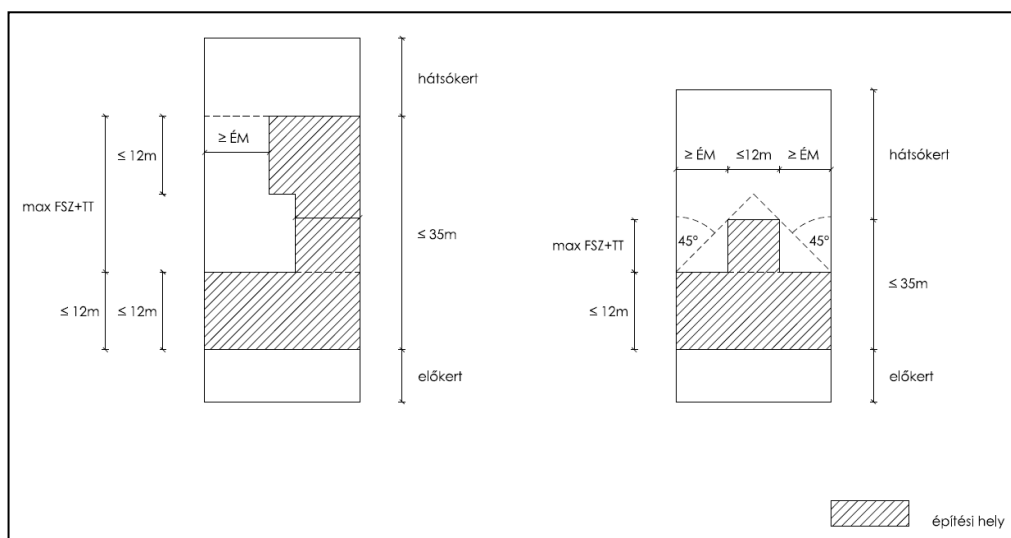 hátsókert
≥ ÉM
≤ 12m
max FSZ+TT
≤ 35m
≤ 12m
≤ 12m
előkert
hátsókert
≥ ÉM
≤12m
≥ ÉM
45°
45°
max FSZ+TT
≤ 35m
≤ 12m
előkert
építési hely